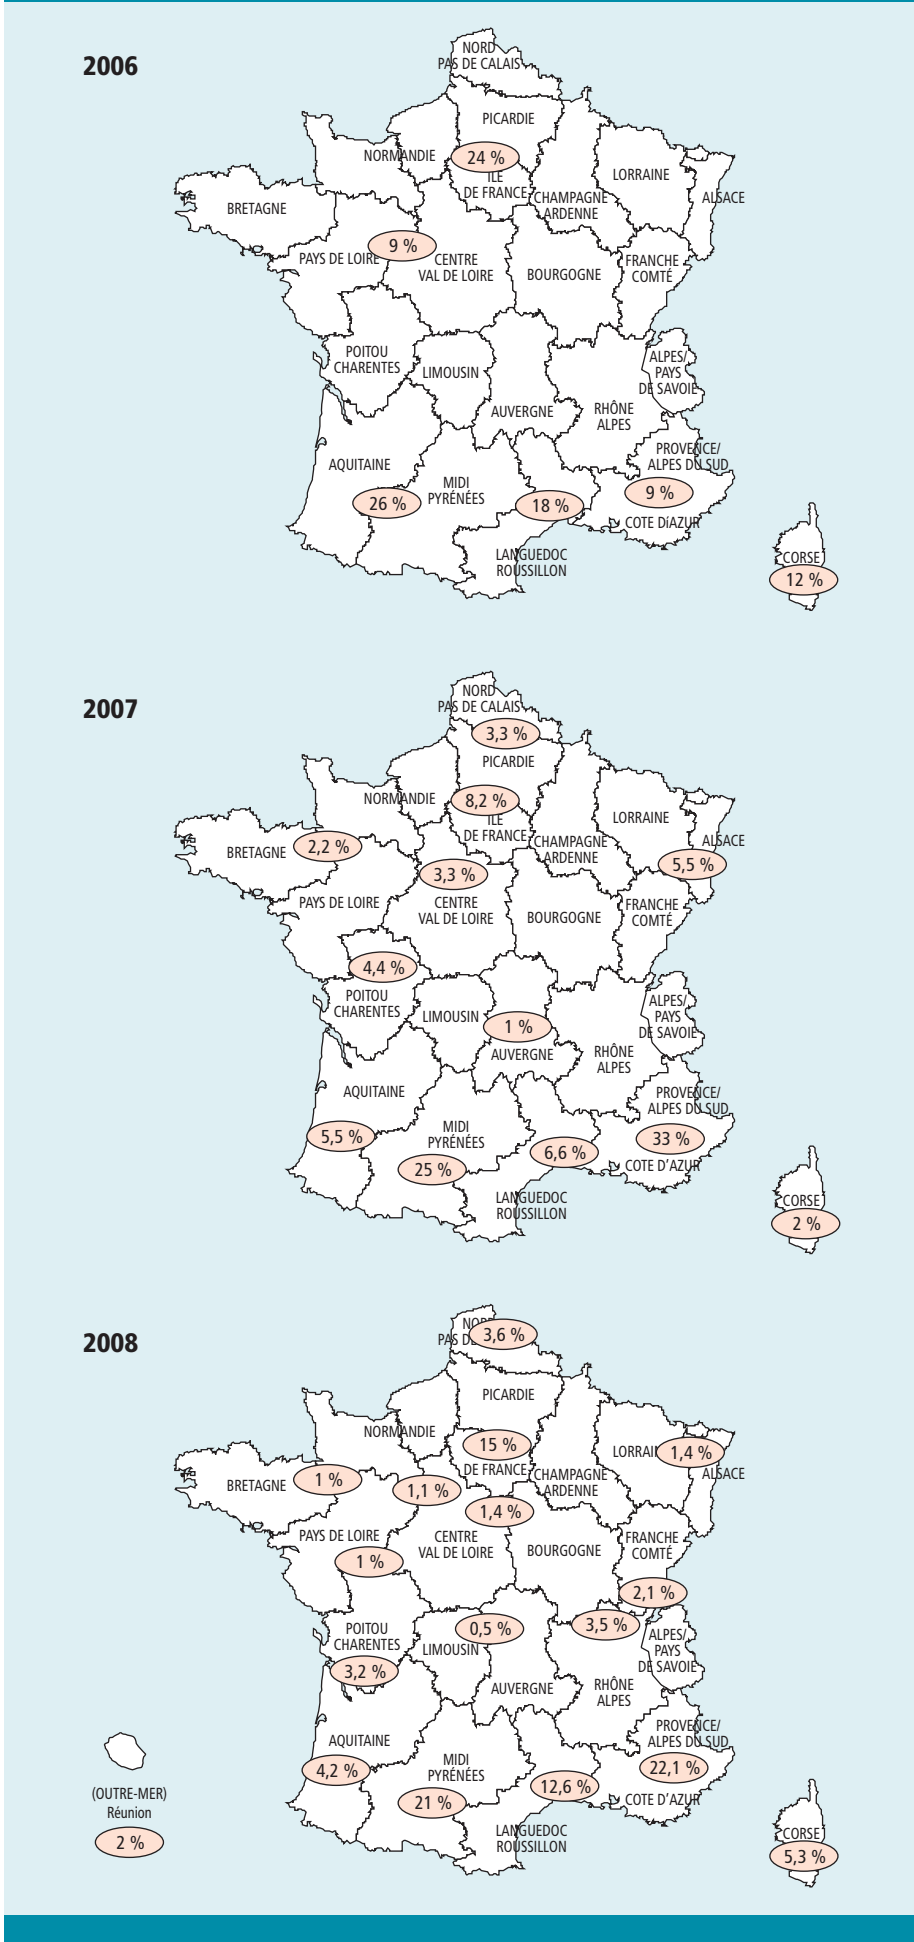 2006
NORD
PAS DE CALAIS
PICARDIE
NORMANDIE
24 %
LORRAINE
ILE
DE FRANCE
CHAMPAGNE
ARDENNE
ALSACE
BRETAGNE
9 %
PAYS DE LOIRE
CENTRE
VAL DE LOIRE
BOURGOGNE
FRANCHE
COMTÉ
POITOU
CHARENTES
LIMOUSIN
ALPES/
PAYS
DE SAVOIE
AUVERGNE
RHÔNE
ALPES
PROVENCE/
ALPES DU SUD
AQUITAINE
MIDI
PYRÉNÉES
26 %
18 %
9 %
COTE DíAZUR
LANGUEDOC
ROUSSILLON
CORSE
12 %
2007
NORD
PAS DE CALAIS
3,3 %
PICARDIE
NORMANDIE
8,2 %
LORRAINE
ILE
DE FRANCE
CHAMPAGNE
ARDENNE
ALSACE
5,5 %
BRETAGNE
2,2 %
3,3 %
PAYS DE LOIRE
CENTRE
VAL DE LOIRE
BOURGOGNE
FRANCHE
COMTÉ
4,4 %
POITOU
CHARENTES
LIMOUSIN
1 %
AUVERGNE
ALPES/
PAYS
DE SAVOIE
RHÔNE
ALPES
AQUITAINE
PROVENCE/
ALPES DU SUD
5,5 %
MIDI
PYRÉNÉES
25 %
6,6 %
33 %
COTE D'AZUR
LANGUEDOC
ROUSSILLON
CORSE
2 %
2008
3,6 %
PICARDIE
NORMANDIE
15 %
DE FRANCE
1,4 %
CHAMPAGNE
ARDENNE
ALSACE
BRETAGNE
1 %
1,1 %
1,4 %
PAYS DE LOIRE
1 %
CENTRE
VAL DE LOIRE
BOURGOGNE
FRANCHE
COMTÉ
2,1 %
POITOU
CHARENTES
3,2 %
LIMOUSIN
0,5 %
3,5 %
ALPES/
PAYS
DE SAVOIE
AUVERGNE
RHÔNE
ALPES
PROVENCE/
ALPES DU SUD
AQUITAINE
4,2 %
MIDI
PYRÉNÉES
21 %
12,6 %
22,1 %
COTE D'AZUR
LANGUEDOC
ROUSSILLON
CORSE
5,3 %
(OUTRE-MER)
Réunion
2 %